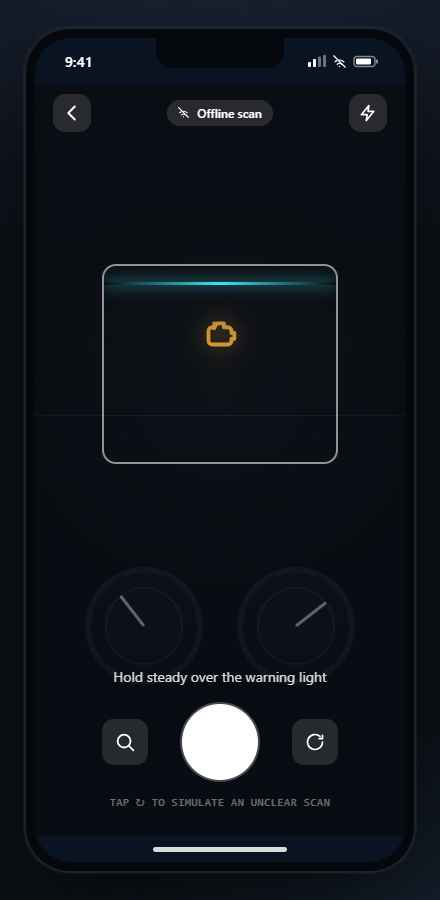 9:41
Offline scan
Hold steady over the warning light
TAP ↻ TO SIMULATE AN UNCLEAR SCAN